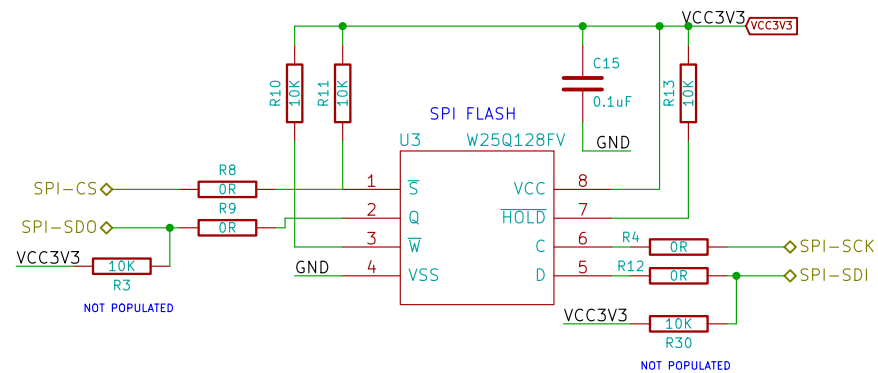 VCC3V3
VCC3V3
R10
10K
R11
10K
C15
0.1uF
R13
10K
SPI FLASH
GND
U3
W25Q128FV
R8
SPI-CS
0R
1
S
VCC
8
R9
SPI-SDO
0R
2
Q
HOLD
7
3
W
C
6
R4
0R
SPI-SCK
VCC3V3
10K
R3
GND
4
VSS
D
5
R12
0R
SPI-SDI
NOT POPULATED
VCC3V3
10K
R30
NOT POPULATED